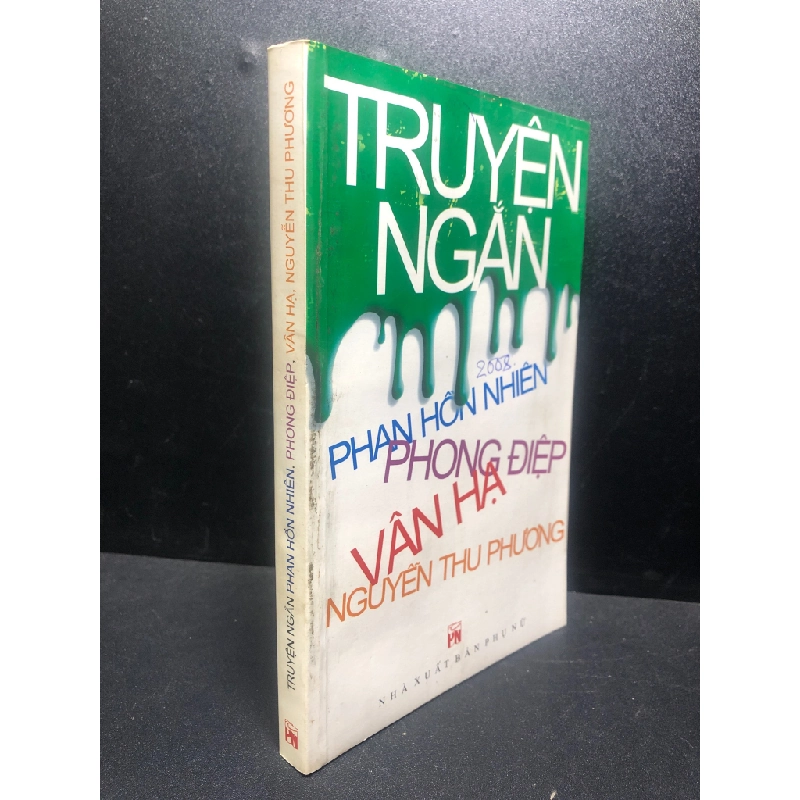 TRUYỆN
NGẮN
2008.
PHAN HỒN NHIÊN
PHONG ĐIỆP
VÂN HẠ
NGUYỄN THU PHƯƠNG
PN
NHÀ XUẤT BẢN PHỤ NỮ
TRUYỆN NGẮN PHAN HỒN NHIÊN, PHONG ĐIỆP, VÂN HẠ, NGUYỄN THU PHƯƠNG
PN